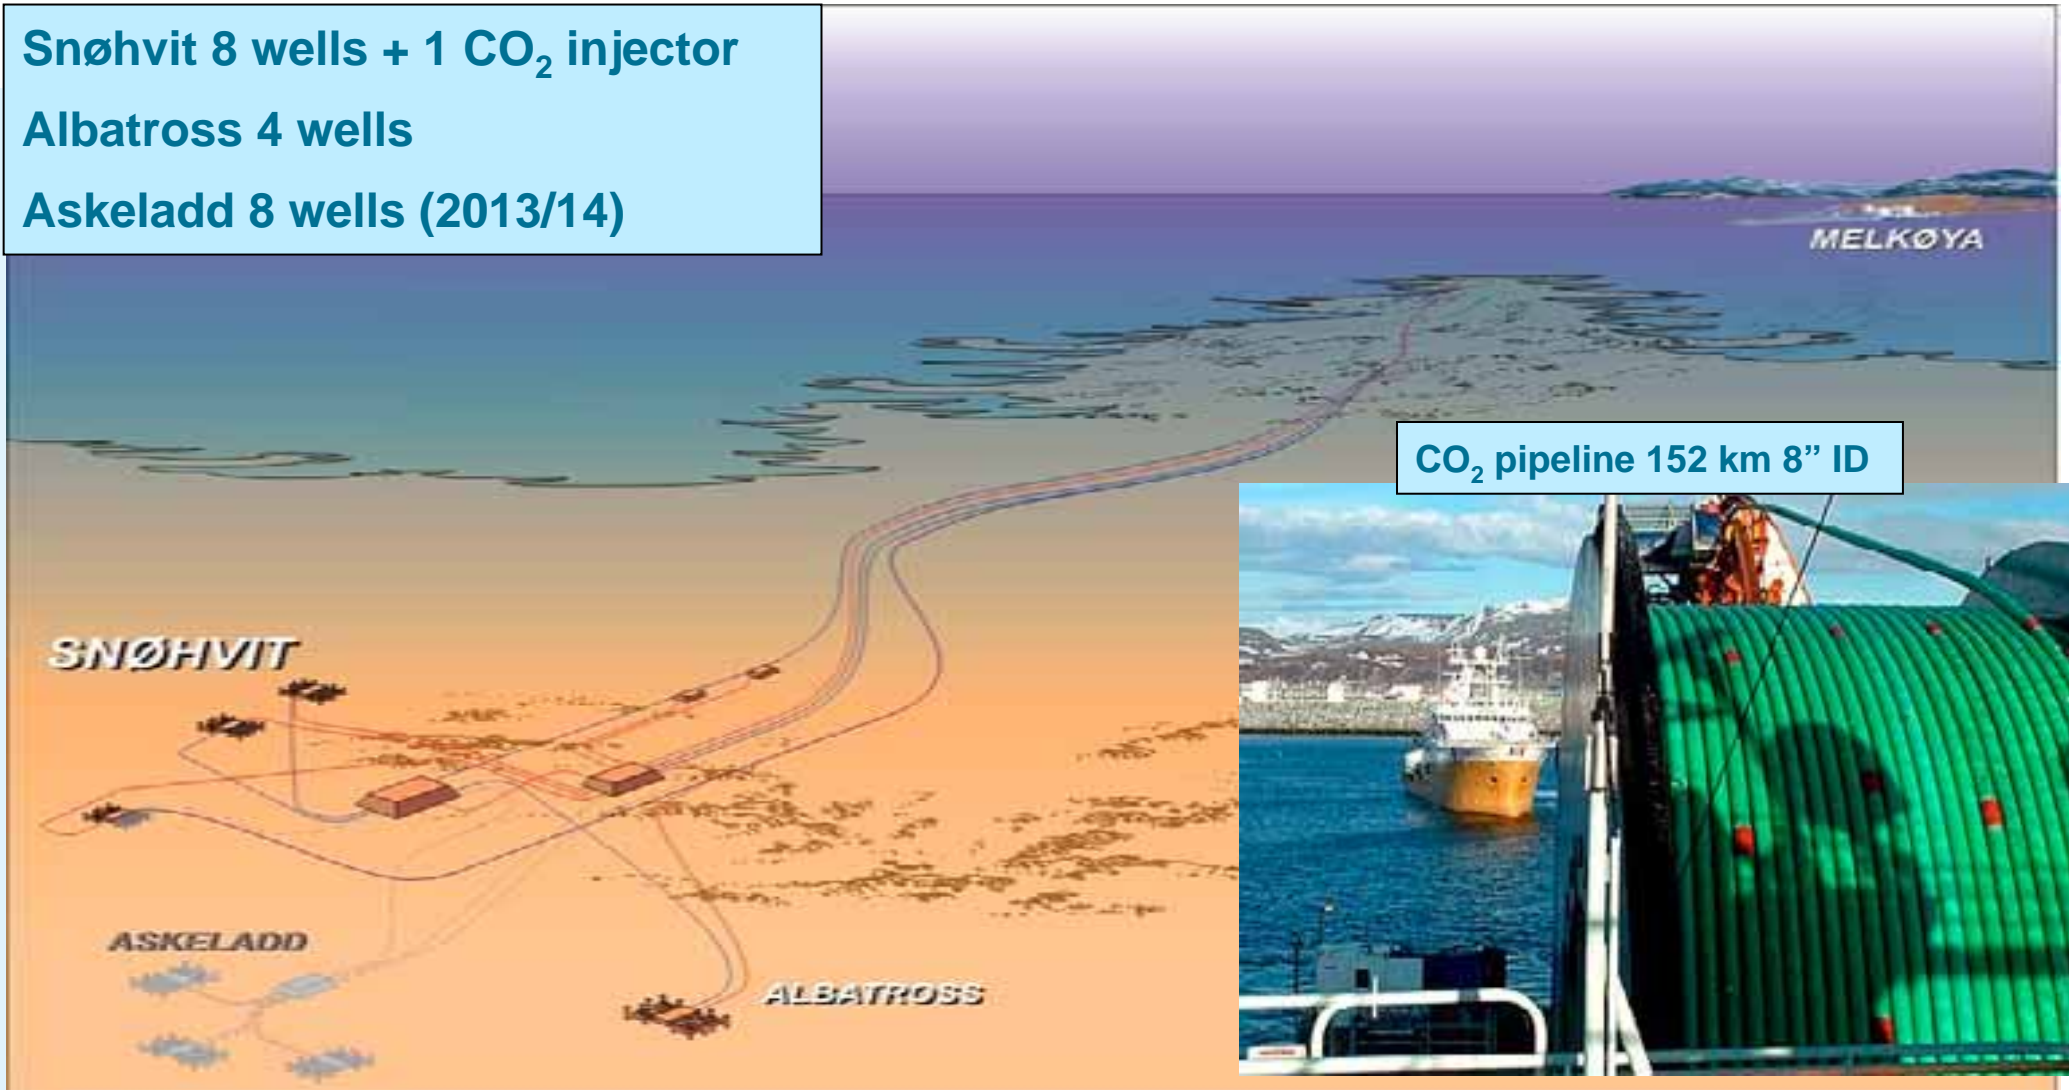 Snøhvit 8 wells + 1 CO₂ injector
Albatross 4 wells
Askeladd 8 wells (2013/14)
MELKØYA
CO₂ pipeline 152 km 8” ID
SNØHVIT
ASKELADD
ALBATROSS